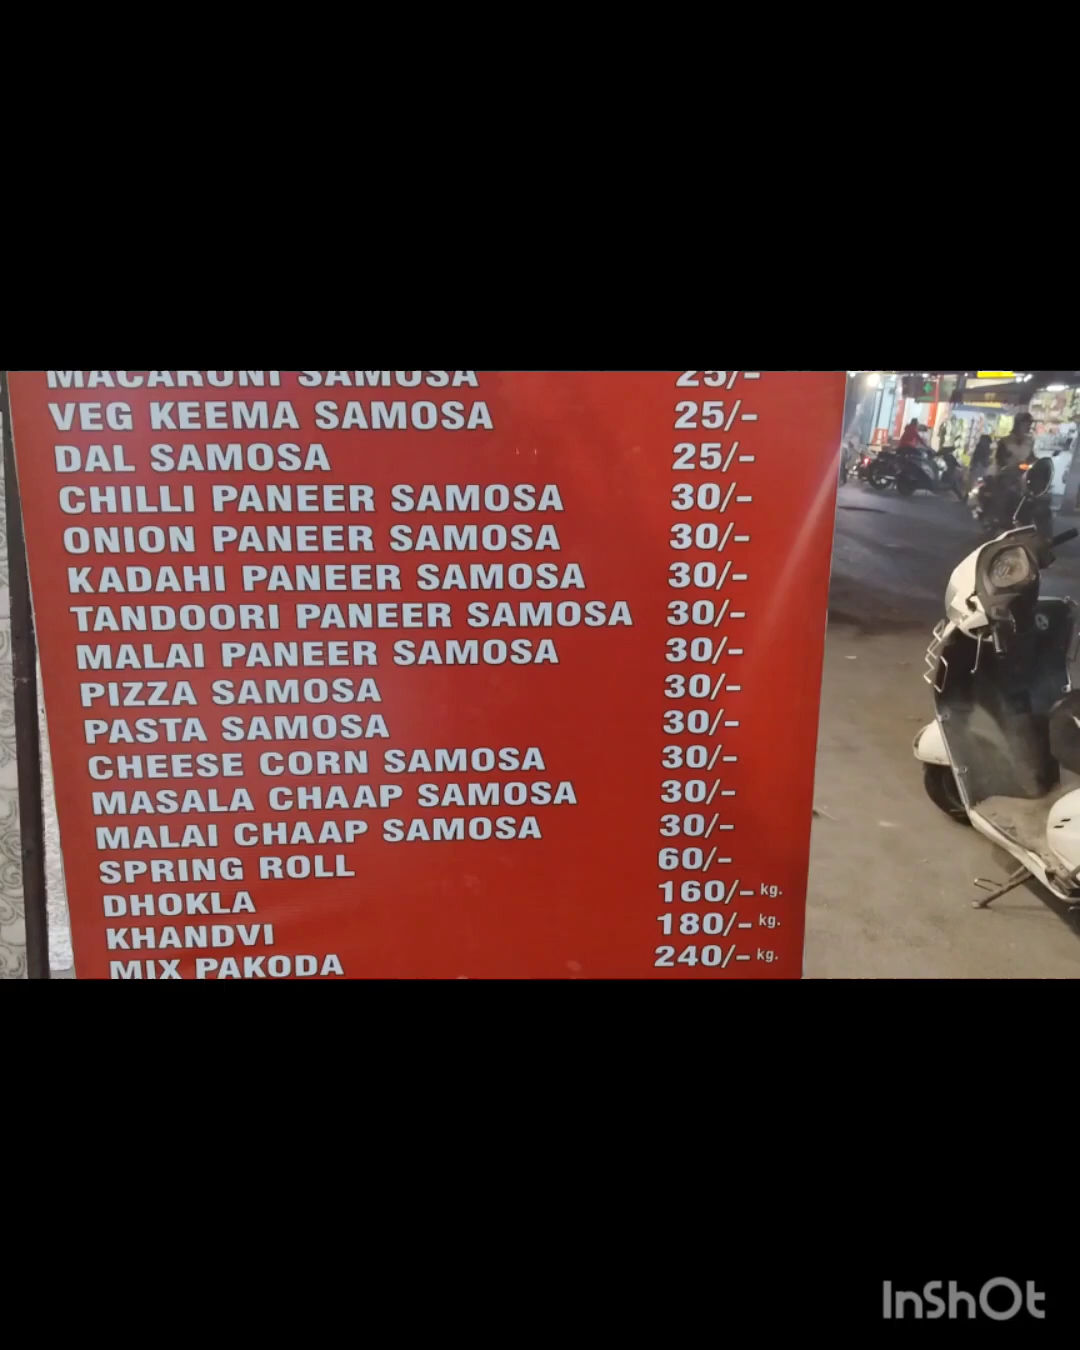 MACARONI SAMOSA 25/-
VEG KEEMA SAMOSA 25/-
DAL SAMOSA 25/-
CHILLI PANEER SAMOSA 30/-
ONION PANEER SAMOSA 30/-
KADAHI PANEER SAMOSA 30/-
TANDOORI PANEER SAMOSA 30/-
MALAI PANEER SAMOSA 30/-
PIZZA SAMOSA 30/-
PASTA SAMOSA 30/-
CHEESE CORN SAMOSA 30/-
MASALA CHAAP SAMOSA 30/-
MALAI CHAAP SAMOSA 30/-
SPRING ROLL 60/-
DHOKLA 160/- kg.
KHANDVI 180/- kg.
MIX PAKODA 240/- kg.
InShOt